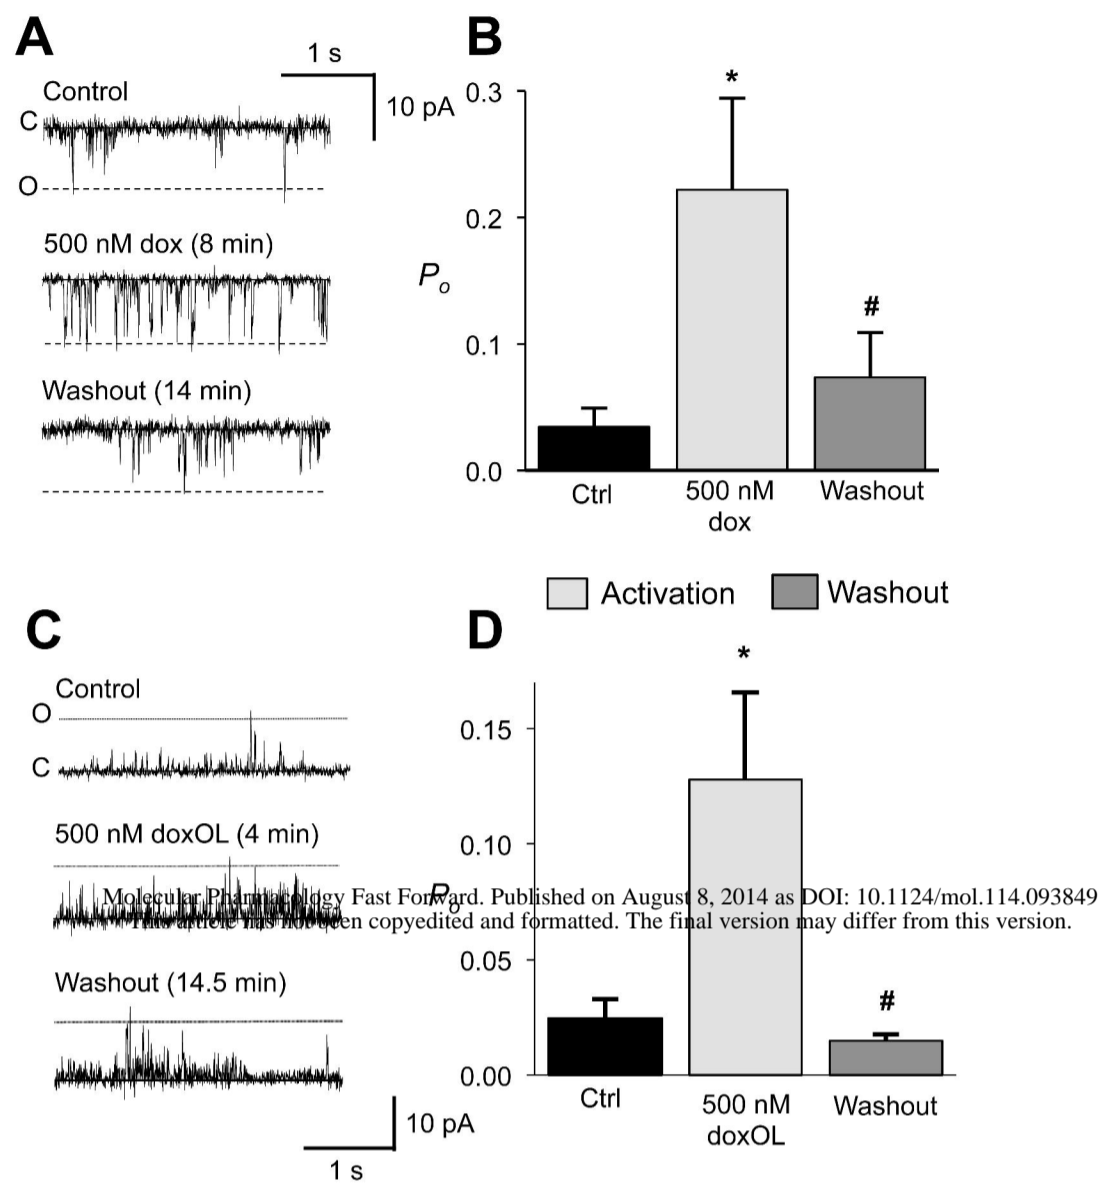 A
1 s
10 pA
Control
C
O
500 nM dox (8 min)
Washout (14 min)
B
0.3
0.2
0.1
0.0
Po
*
#
Ctrl
500 nM
dox
Washout
Activation
Washout
C
Control
O
C
500 nM doxOL (4 min)
Washout (14.5 min)
10 pA
1 s
D
0.15
0.10
0.05
0.00
Po
*
#
Ctrl
500 nM
doxOL
Washout
Molecular Pharmacology Fast Forward. Published on August 8, 2014 as DOI: 10.1124/mol.114.093849
This article has not been copyedited and formatted. The final version may differ from this version.